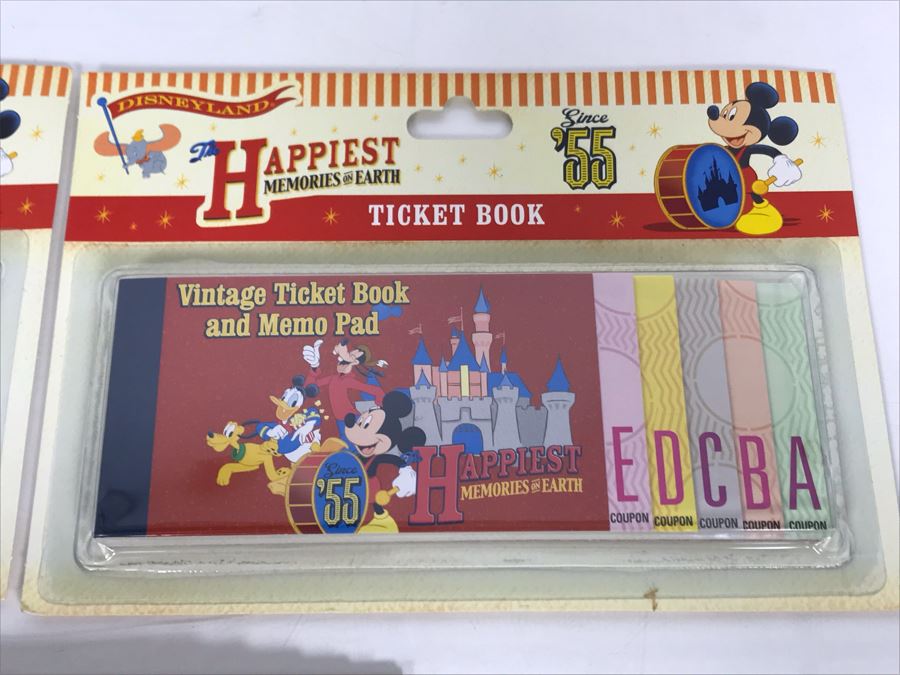 DISNEYLAND
The HAPPIEST
MEMORIES ON EARTH
Since
'55
TICKET BOOK
Vintage Ticket Book
and Memo Pad
Since
'55
The HAPPIEST
MEMORIES ON EARTH
E D C B A
COUPON COUPON COUPON COUPON COUPON